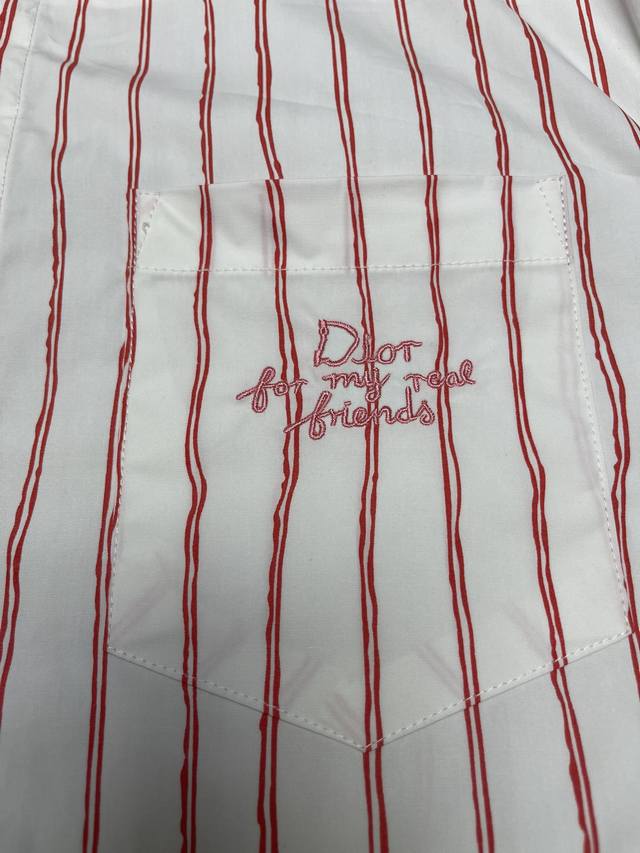 Dior
for my real
friends